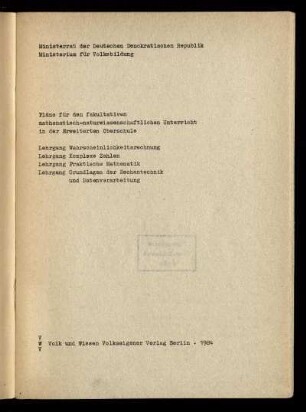 Ministerrat der Deutschen Demokratischen Republik
Ministerium für Volksbildung
Pläne für den fakultativen
mathematisch-naturwissenschaftlichen Unterricht
in der Erweiterten Oberschule
Lehrgang Wahrscheinlichkeitsrechnung
Lehrgang Komplexe Zahlen
Lehrgang Praktische Mathematik
Lehrgang Grundlagen der Rechentechnik
und Datenverarbeitung
V
W
V
Volk und Wissen Volkseigener Verlag Berlin · 1984